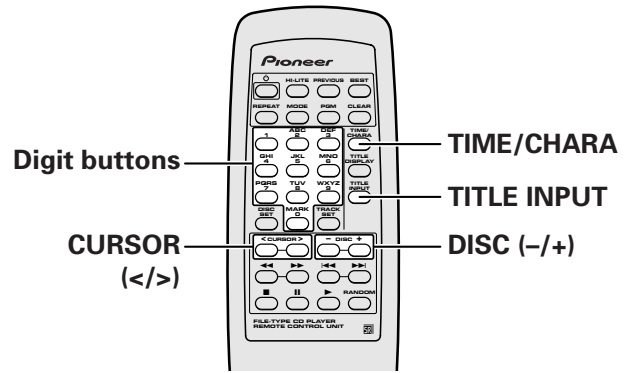 Pioneer
HI-LITE PREVIOUS BEST
REPEAT MODE PGM CLEAR
1 ABC 2 DEF 3 TIME/CHARA
GHI 4 JKL 5 MNO 6 TITLE DISPLAY
PQRS 7 TUV 8 WXYZ 9 TITLE INPUT
DISC SET MARK 0 TRACK SET
< CURSOR > – DISC +
RANDOM
FILE-TYPE CD PLAYER
REMOTE CONTROL UNIT
Digit buttons
CURSOR
(</>)
TIME/CHARA
TITLE INPUT
DISC (–/+)